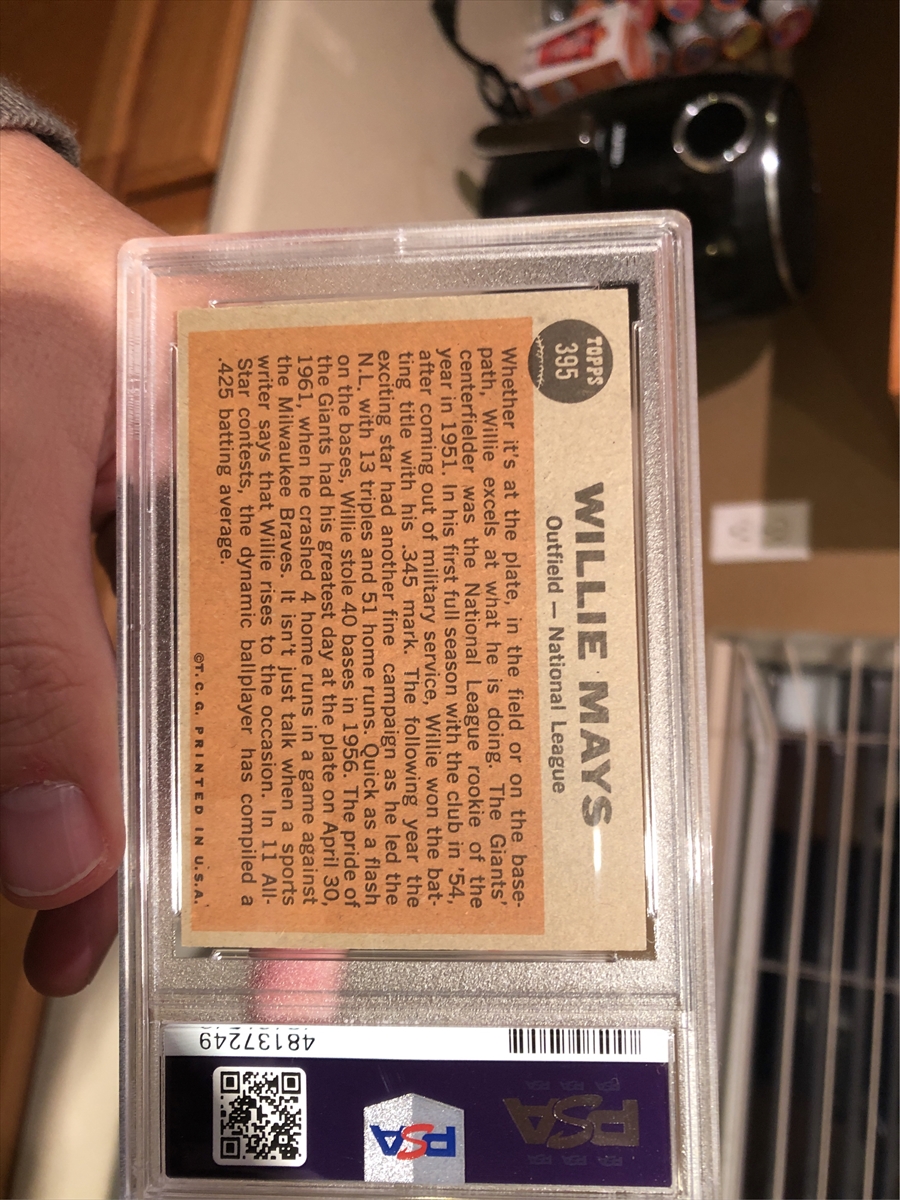 TOPPS
395
WILLIE MAYS
Outfield — National League
Whether it's at the plate, in the field or on the base-
path, Willie excels at what he is doing. The Giants'
centerfielder was the National League rookie of the
year in 1951. In his first full season with the club in '54,
after coming out of military service, Willie won the bat-
ting title with his .345 mark. The following year the
exciting star had another fine campaign as he led the
N.L. with 13 triples and 51 home runs. Quick as a flash
on the bases, Willie stole 40 bases in 1956. The pride of
the Giants had his greatest day at the plate on April 30,
1961, when he crashed 4 home runs in a game against
the Milwaukee Braves. It isn't just talk when a sports
writer says that Willie rises to the occasion. In 11 All-
Star contests, the dynamic ballplayer has compiled a
.425 batting average.
©T. C. G. PRINTED IN U.S.A.
48137249
PSA
PSA